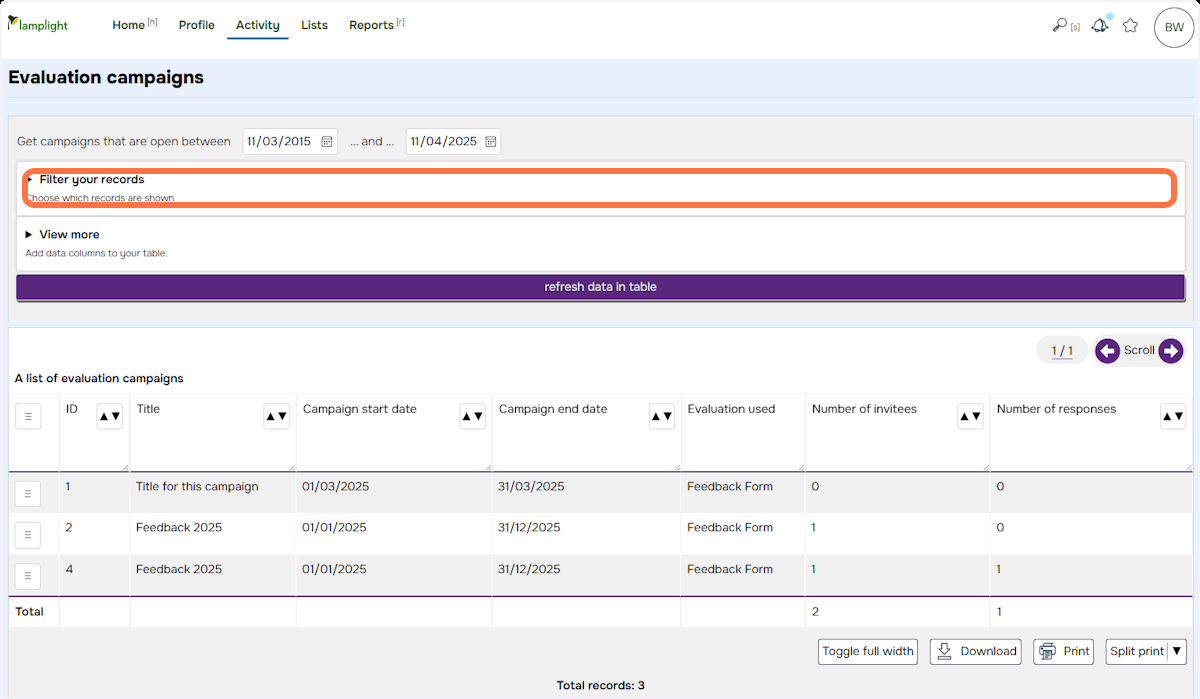 lamplight Home [h] Profile Activity Lists Reports [r] [s] BW
Evaluation campaigns
Get campaigns that are open between 11/03/2015 ... and ... 11/04/2025
Filter your records
Choose which records are shown
View more
Add data columns to your table.
refresh data in table
1 / 1 Scroll
A list of evaluation campaigns
ID Title Campaign start date Campaign end date Evaluation used Number of invitees Number of responses
1 Title for this campaign 01/03/2025 31/03/2025 Feedback Form 0 0
2 Feedback 2025 01/01/2025 31/12/2025 Feedback Form 1 0
4 Feedback 2025 01/01/2025 31/12/2025 Feedback Form 1 1
Total 2 1
Toggle full width Download Print Split print
Total records: 3